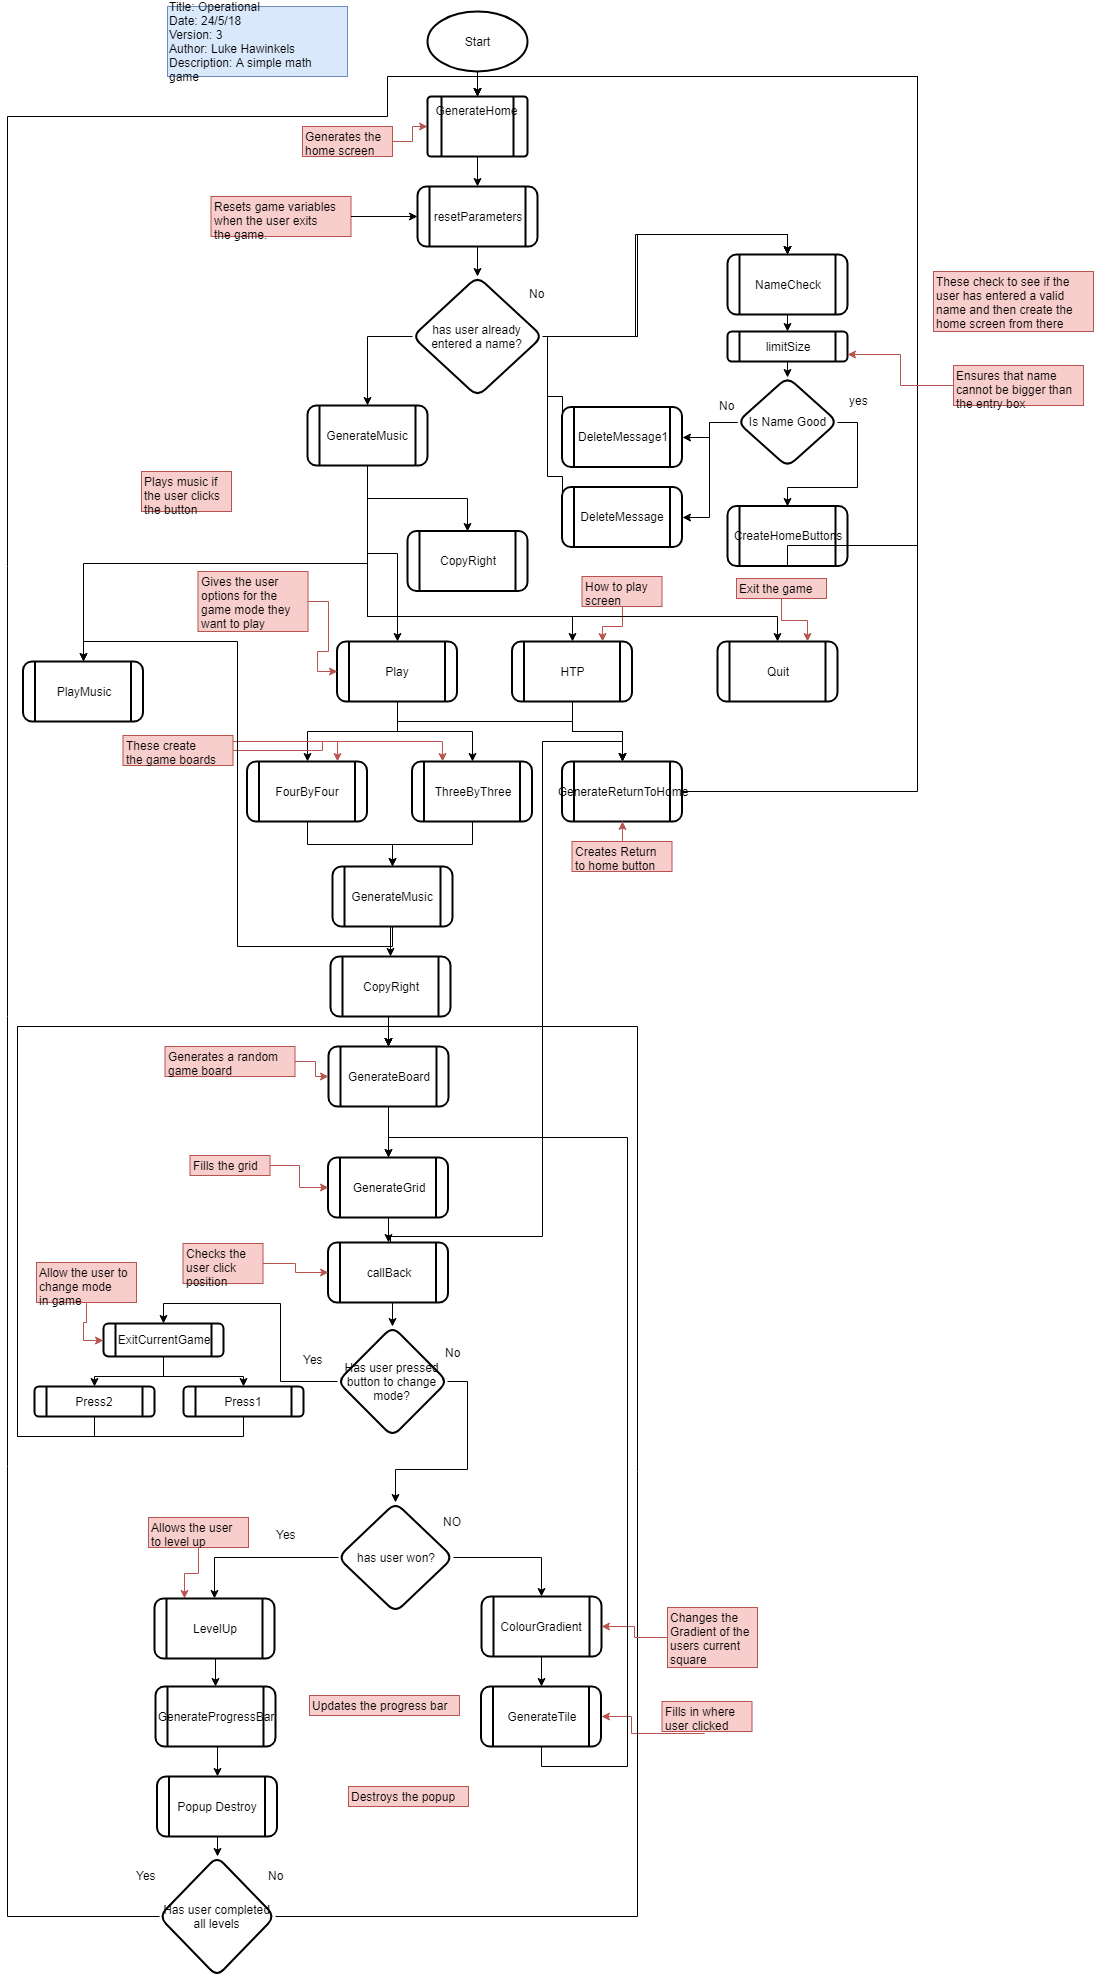 Title: Operational
Date: 24/5/18
Version: 3
Author: Luke Hawinkels
Description: A simple math
game
Start
GenerateHome
Generates the
home screen
resetParameters
Resets game variables
when the user exits
the game.
No
has user already
entered a name?
NameCheck
These check to see if the
user has entered a valid
name and then create the
home screen from there
limitSize
Ensures that name
cannot be bigger than
the entry box
No
yes
Is Name Good
GenerateMusic
DeleteMessage1
Plays music if
the user clicks
the button
DeleteMessage
CreateHomeButtons
CopyRight
Gives the user
options for the
game mode they
want to play
How to play
screen
Exit the game
PlayMusic
Play
HTP
Quit
These create
the game boards
FourByFour
ThreeByThree
GenerateReturnToHome
Creates Return
to home button
GenerateMusic
CopyRight
Generates a random
game board
GenerateBoard
Fills the grid
GenerateGrid
Checks the
user click
position
callBack
Allow the user to
change mode
in game
ExitCurrentGame
Yes
No
Has user pressed
button to change
mode?
Press2
Press1
Allows the user
to level up
Yes
NO
has user won?
LevelUp
ColourGradient
Changes the
Gradient of the
users current
square
GenerateProgressBar
Updates the progress bar
GenerateTile
Fills in where
user clicked
Popup Destroy
Destroys the popup
Yes
No
Has user completed
all levels